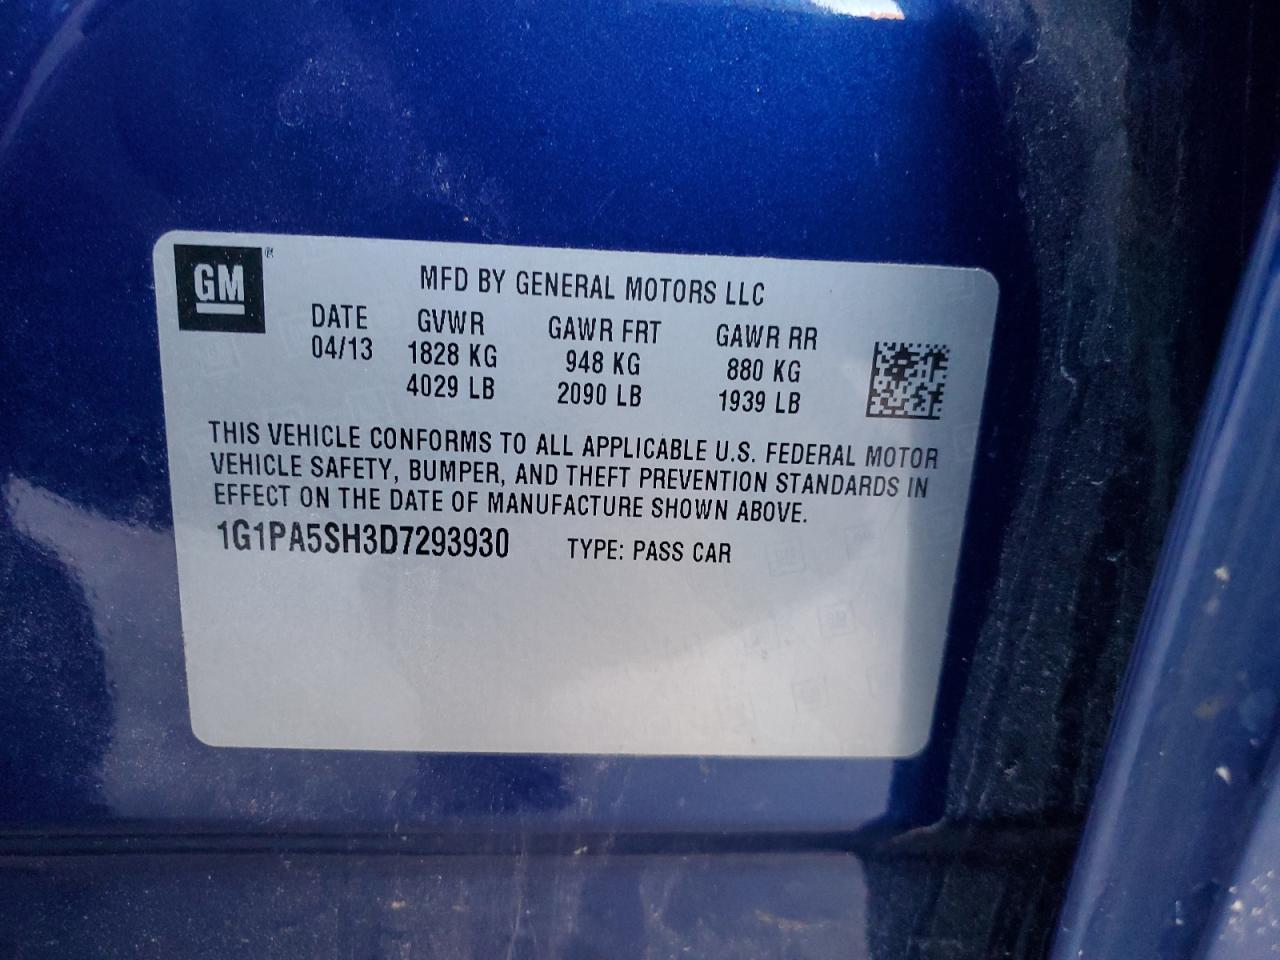 GM ®
MFD BY GENERAL MOTORS LLC
DATE GVWR GAWR FRT GAWR RR
04/13 1828 KG 948 KG 880 KG
4029 LB 2090 LB 1939 LB
THIS VEHICLE CONFORMS TO ALL APPLICABLE U.S. FEDERAL MOTOR
VEHICLE SAFETY, BUMPER, AND THEFT PREVENTION STANDARDS IN
EFFECT ON THE DATE OF MANUFACTURE SHOWN ABOVE.
1G1PA5SH3D7293930 TYPE: PASS CAR